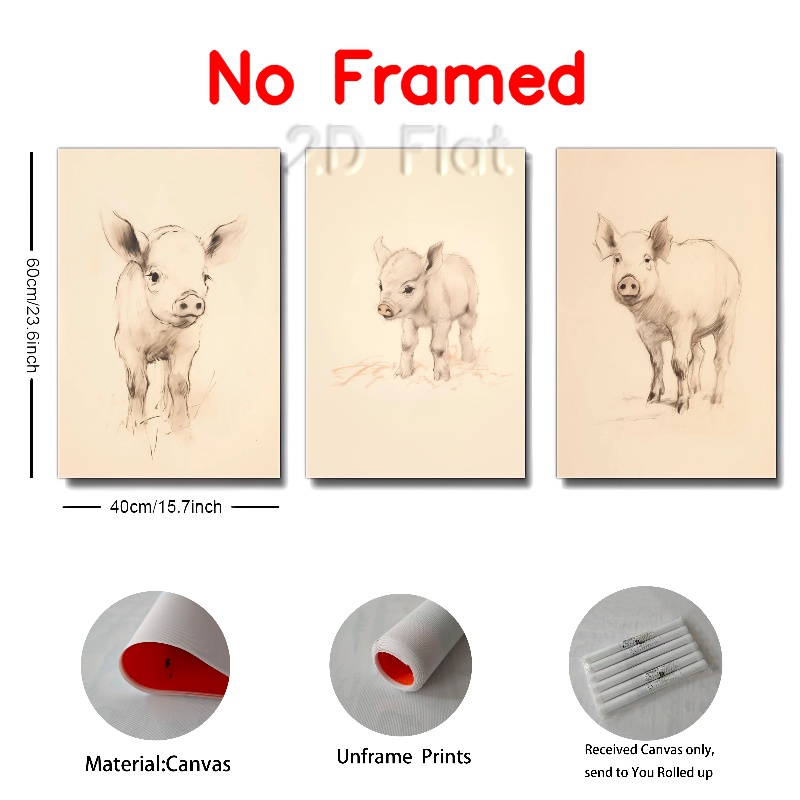 No Framed
2D Flat
60cm/23.6inch
40cm/15.7inch
Material:Canvas
Unframe Prints
Received Canvas only,
send to You Rolled up